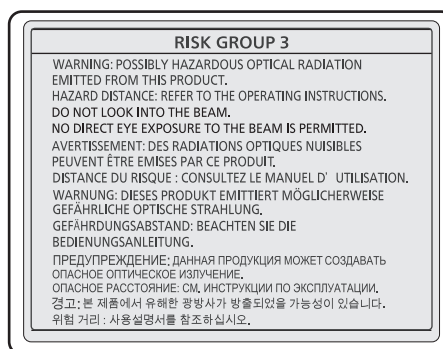 RISK GROUP 3
WARNING: POSSIBLY HAZARDOUS OPTICAL RADIATION
EMITTED FROM THIS PRODUCT.
HAZARD DISTANCE: REFER TO THE OPERATING INSTRUCTIONS.
DO NOT LOOK INTO THE BEAM.
NO DIRECT EYE EXPOSURE TO THE BEAM IS PERMITTED.
AVERTISSEMENT: DES RADIATIONS OPTIQUES NUISIBLES
PEUVENT ÊTRE EMISES PAR CE PRODUIT.
DISTANCE DU RISQUE : CONSULTEZ LE MANUEL D' UTILISATION.
WARNUNG: DIESES PRODUKT EMITTIERT MÖGLICHERWEISE
GEFÄHRLICHE OPTISCHE STRAHLUNG.
GEFÄHRDUNGSABSTAND: BEACHTEN SIE DIE
BEDIENUNGSANLEITUNG.
ПРЕДУПРЕЖДЕНИЕ: ДАННАЯ ПРОДУКЦИЯ МОЖЕТ СОЗДАВАТЬ
ОПАСНОЕ ОПТИЧЕСКОЕ ИЗЛУЧЕНИЕ.
ОПАСНОЕ РАССТОЯНИЕ: СМ. ИНСТРУКЦИИ ПО ЭКСПЛУАТАЦИИ.
경고: 본 제품에서 유해한 광방사가 방출되었을 가능성이 있습니다.
위험 거리 : 사용설명서를 참조하십시오.